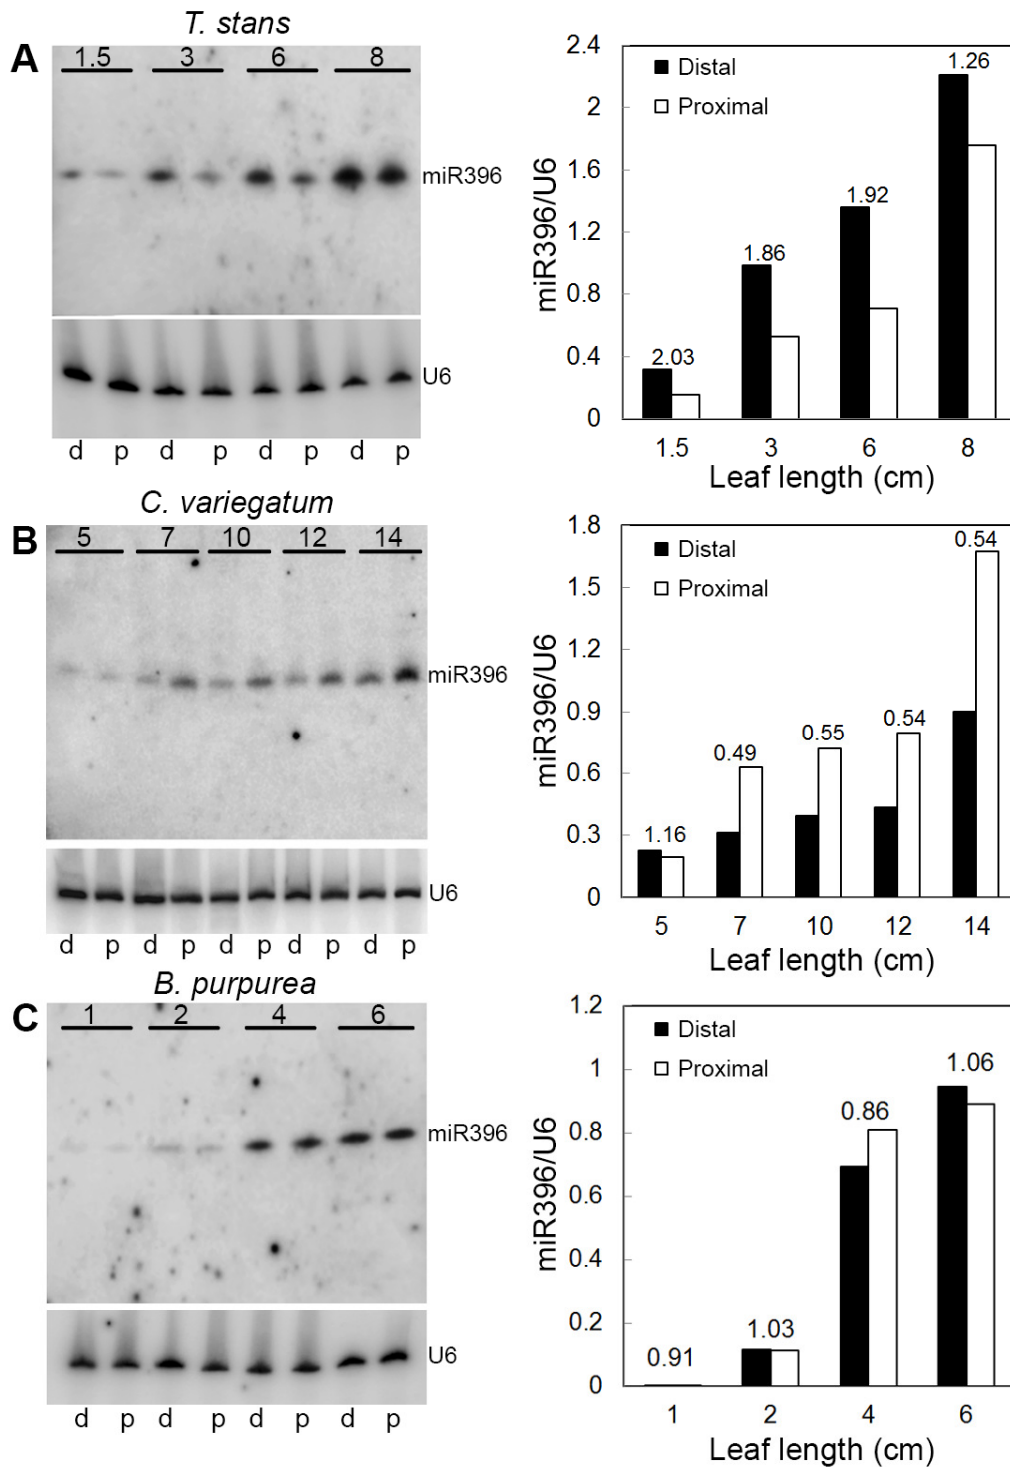 T. stans
A
1.5 3 6 8
miR396
U6
d p d p d p d p
2.4
2
1.6
1.2
0.8
0.4
0
miR396/U6
Distal
Proximal
2.03 1.86 1.92 1.26
1.5 3 6 8
Leaf length (cm)
C. variegatum
B
5 7 10 12 14
miR396
U6
d p d p d p d p d p
1.8
1.5
1.2
0.9
0.6
0.3
0
miR396/U6
Distal
Proximal
1.16 0.49 0.55 0.54 0.54
5 7 10 12 14
Leaf length (cm)
B. purpurea
C
1 2 4 6
miR396
U6
d p d p d p d p
1.2
1
0.8
0.6
0.4
0.2
0
miR396/U6
Distal
Proximal
0.91 1.03 0.86 1.06
1 2 4 6
Leaf length (cm)